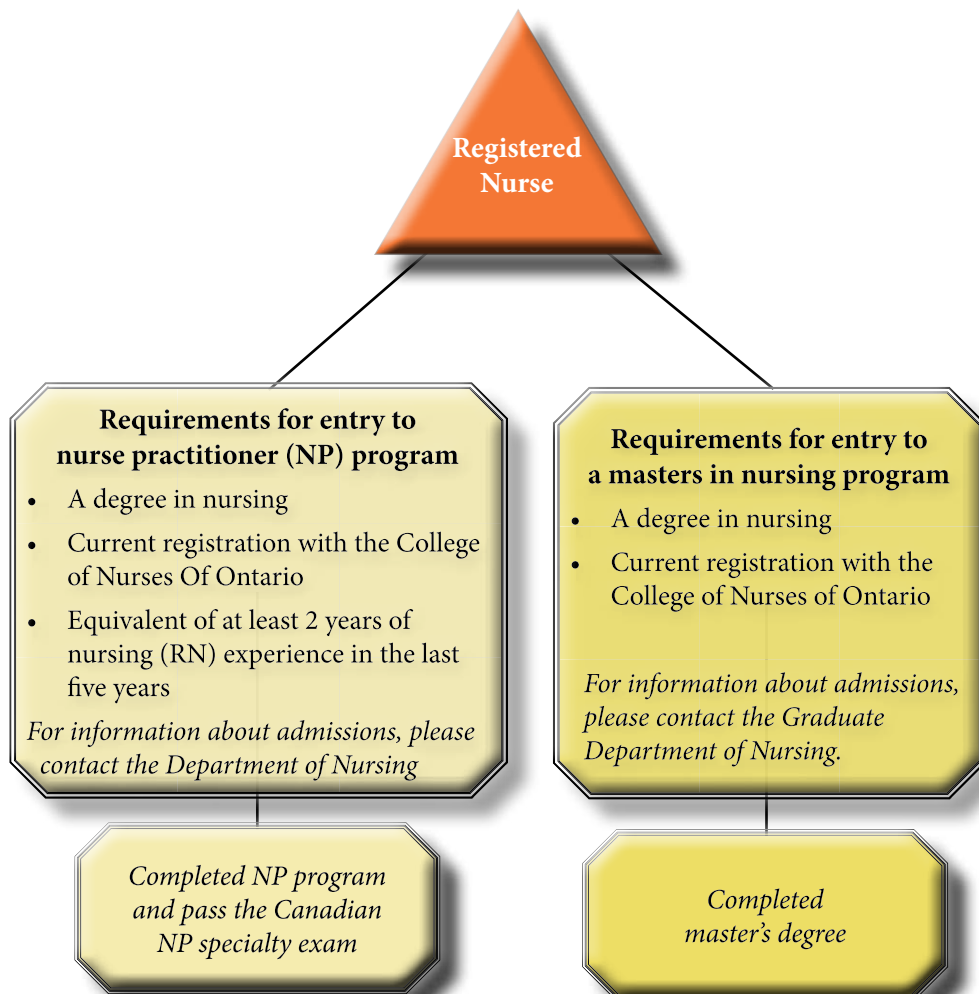 Registered
Nurse
Requirements for entry to
nurse practitioner (NP) program
• A degree in nursing
• Current registration with the College
of Nurses Of Ontario
• Equivalent of at least 2 years of
nursing (RN) experience in the last
five years
For information about admissions, please
contact the Department of Nursing
Completed NP program
and pass the Canadian
NP specialty exam
Requirements for entry to
a masters in nursing program
• A degree in nursing
• Current registration with the
College of Nurses of Ontario
For information about admissions,
please contact the Graduate
Department of Nursing.
Completed
master's degree